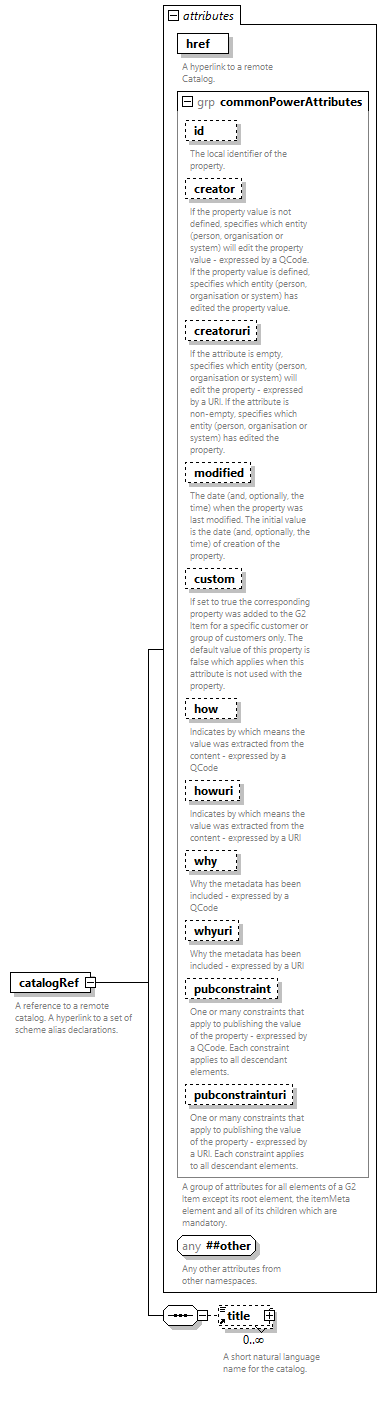 attributes
href
A hyperlink to a remote
Catalog.
grp commonPowerAttributes
id
The local identifier of the
property.
creator
If the property value is not
defined, specifies which entity
(person, organisation or
system) will edit the property
value - expressed by a QCode.
If the property value is defined,
specifies which entity (person,
organisation or system) has
edited the property value.
creatoruri
If the attribute is empty,
specifies which entity (person,
organisation or system) will
edit the property - expressed
by a URI. If the attribute is
non-empty, specifies which
entity (person, organisation or
system) has edited the
property.
modified
The date (and, optionally, the
time) when the property was
last modified. The initial value
is the date (and, optionally, the
time) of creation of the
property.
custom
If set to true the corresponding
property was added to the G2
Item for a specific customer or
group of customers only. The
default value of this property is
false which applies when this
attribute is not used with the
property.
how
Indicates by which means the
value was extracted from the
content - expressed by a
QCode
howuri
Indicates by which means the
value was extracted from the
content - expressed by a URI
why
Why the metadata has been
included - expressed by a
QCode
whyuri
Why the metadata has been
included - expressed by a URI
pubconstraint
One or many constraints that
apply to publishing the value
of the property - expressed by
a QCode. Each constraint
applies to all descendant
elements.
pubconstrainturi
One or many constraints that
apply to publishing the value
of the property - expressed by
a URI. Each constraint applies
to all descendant elements.
A group of attributes for all elements of a G2
Item except its root element, the itemMeta
element and all of its children which are
mandatory.
any ##other
Any other attributes from
other namespaces.
catalogRef
A reference to a remote
catalog. A hyperlink to a set of
scheme alias declarations.
title
0..∞
A short natural language
name for the catalog.